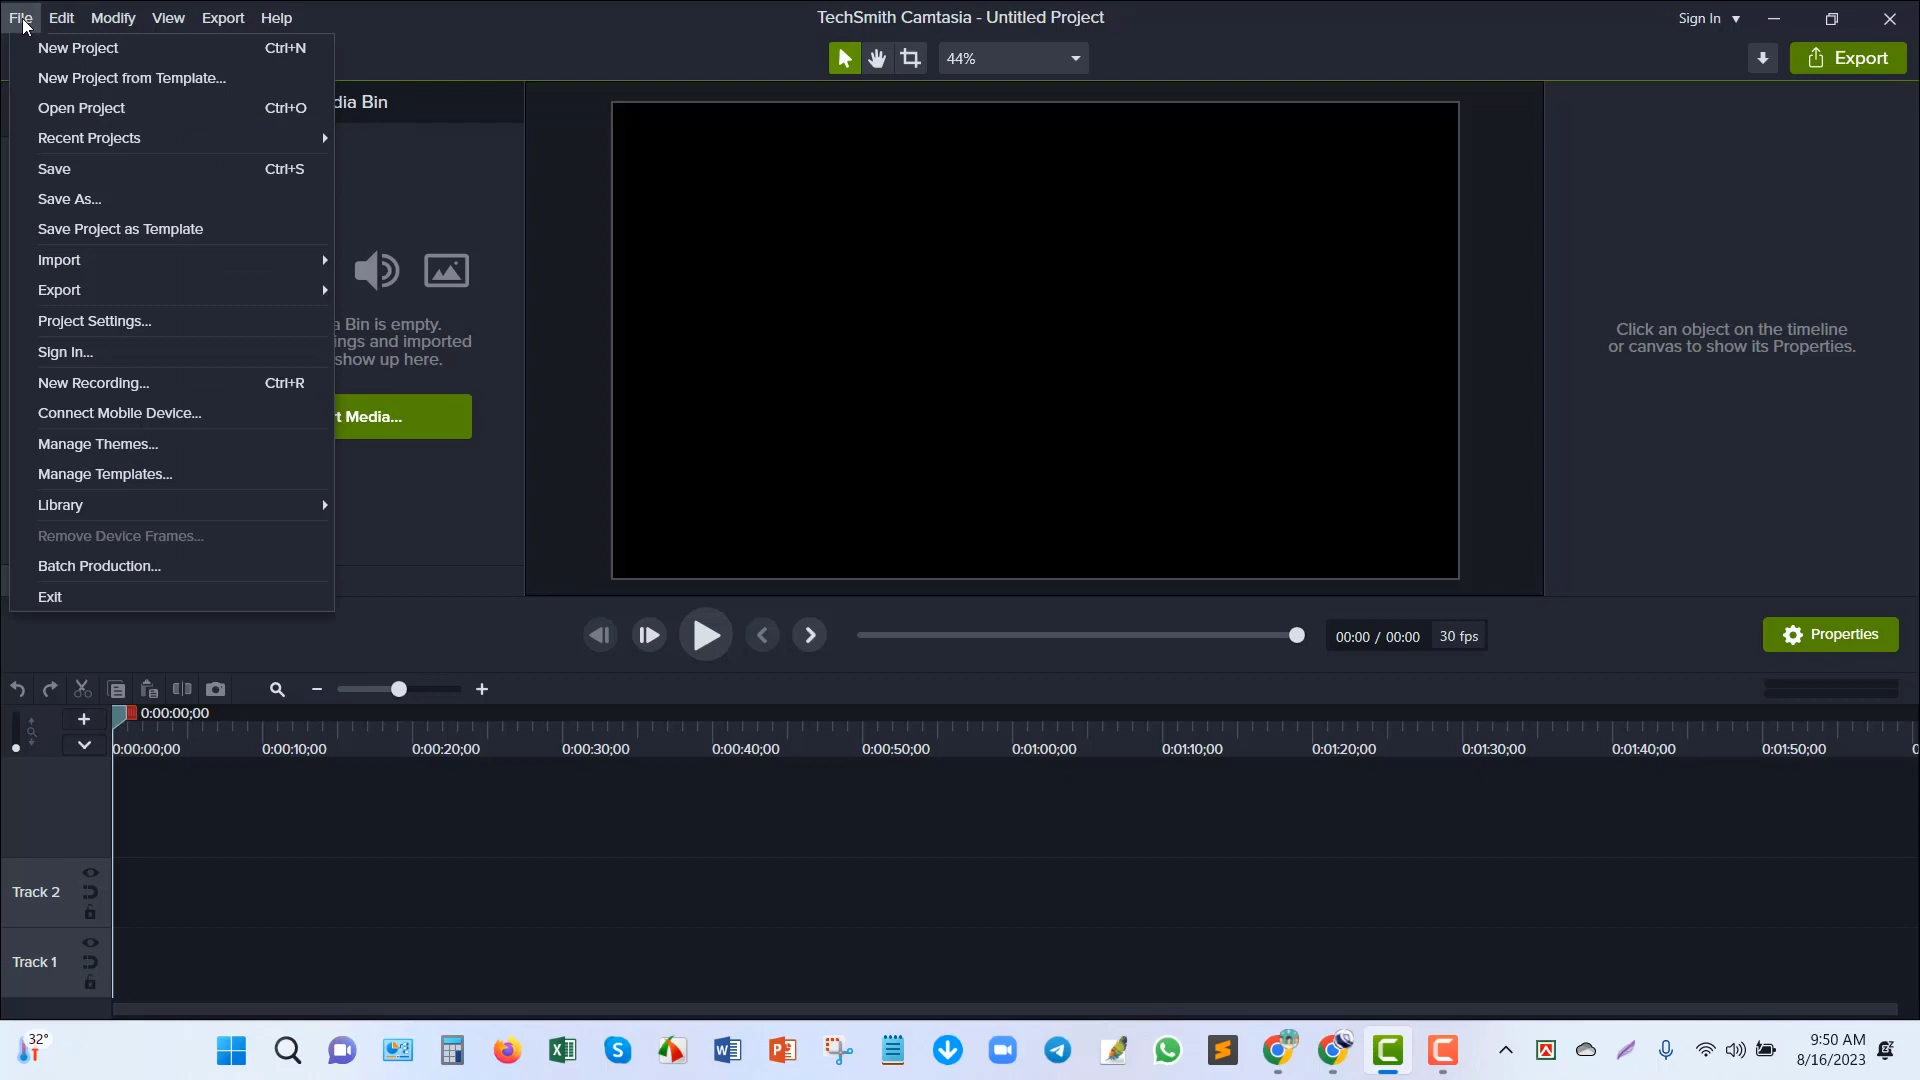 File Edit Modify View Export Help
TechSmith Camtasia - Untitled Project
Sign In
44%
Export
New Project Ctrl+N
New Project from Template...
Open Project Ctrl+O
Recent Projects
Save Ctrl+S
Save As...
Save Project as Template
Import
Export
Project Settings...
Sign In...
New Recording... Ctrl+R
Connect Mobile Device...
Manage Themes...
Manage Templates...
Library
Remove Device Frames...
Batch Production...
Exit
dia Bin
a Bin is empty.
ings and imported
show up here.
t Media...
Click an object on the timeline
or canvas to show its Properties.
00:00 / 00:00 30 fps
Properties
0:00:00;00
0:00:00;00 0:00:10;00 0:00:20;00 0:00:30;00 0:00:40;00 0:00:50;00 0:01:00;00 0:01:10;00 0:01:20;00 0:01:30;00 0:01:40;00 0:01:50;00 0
Track 2
Track 1
32°
9:50 AM
8/16/2023